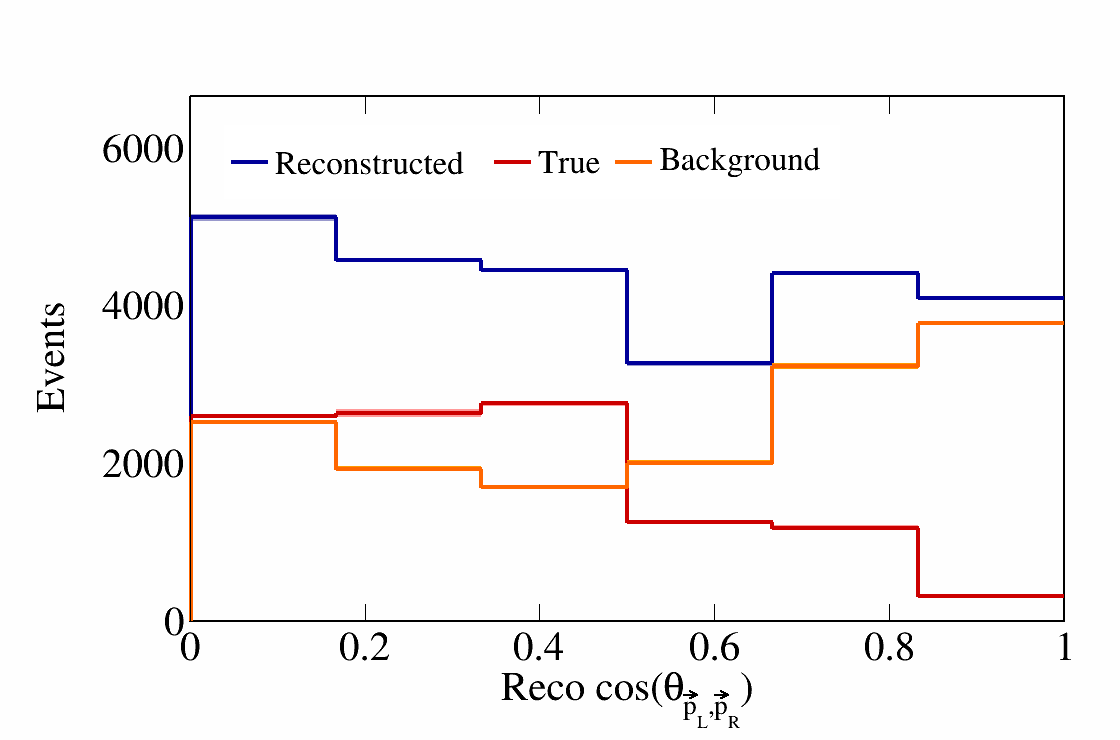 6000
Reconstructed True Background
4000
Events
2000
0
0 0.2 0.4 0.6 0.8 1
Reco cos(θ p⃗L,p⃗R)